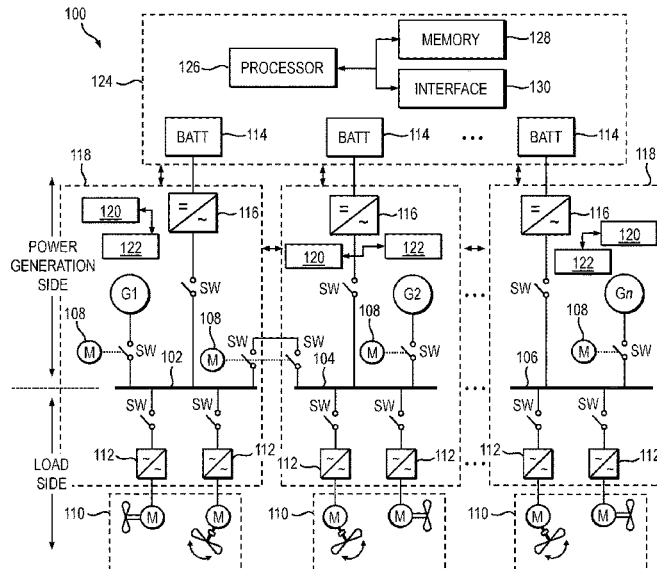 100
MEMORY 128
126 PROCESSOR
124
INTERFACE 130
BATT 114 BATT 114 ... BATT 114
118 118
= ~ 116 = ~ 116 = ~ 116
120 120
122 120 122 122
POWER
GENERATION
SIDE
SW SW SW
G1 G2 Gn
108 108 108 108
M SW M SW SW M SW M SW
102 104 106
SW SW SW SW SW SW
LOAD
SIDE
112 ~ ~ ~ ~ 112 112 ~ ~ ~ ~ 112 112 ~ ~ ~ ~ 112
110 M M 110 M M 110 M M